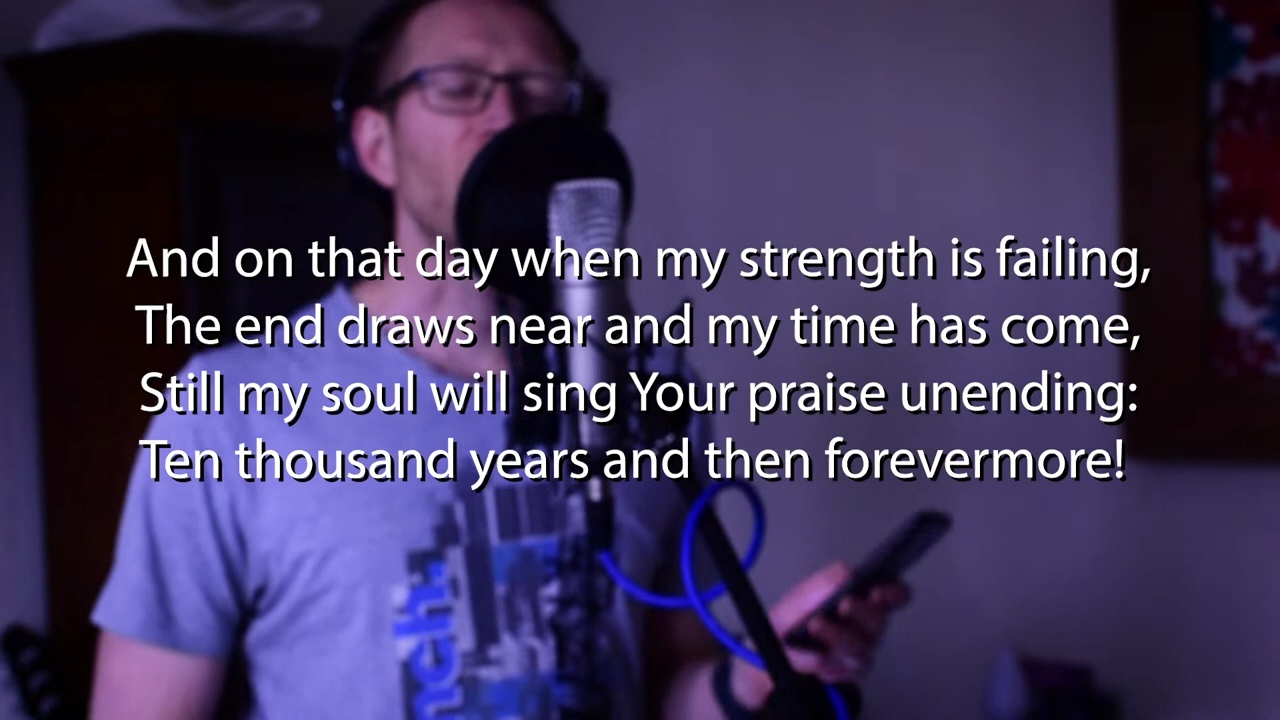 And on that day when my strength is failing,
The end draws near and my time has come,
Still my soul will sing Your praise unending:
Ten thousand years and then forevermore!
nch.